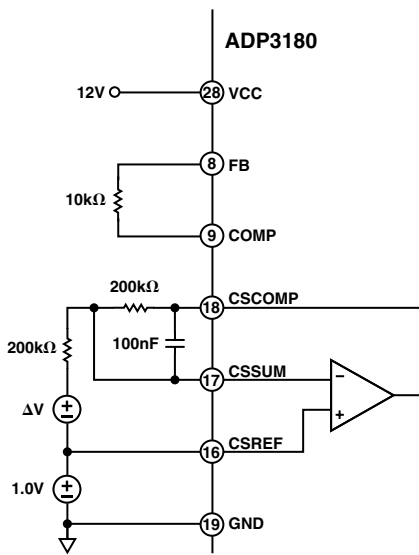 ADP3180
12V
28 VCC
8 FB
10kΩ
9 COMP
200kΩ
18 CSCOMP
200kΩ
100nF
17 CSSUM
−
ΔV
+
16 CSREF
1.0V
19 GND